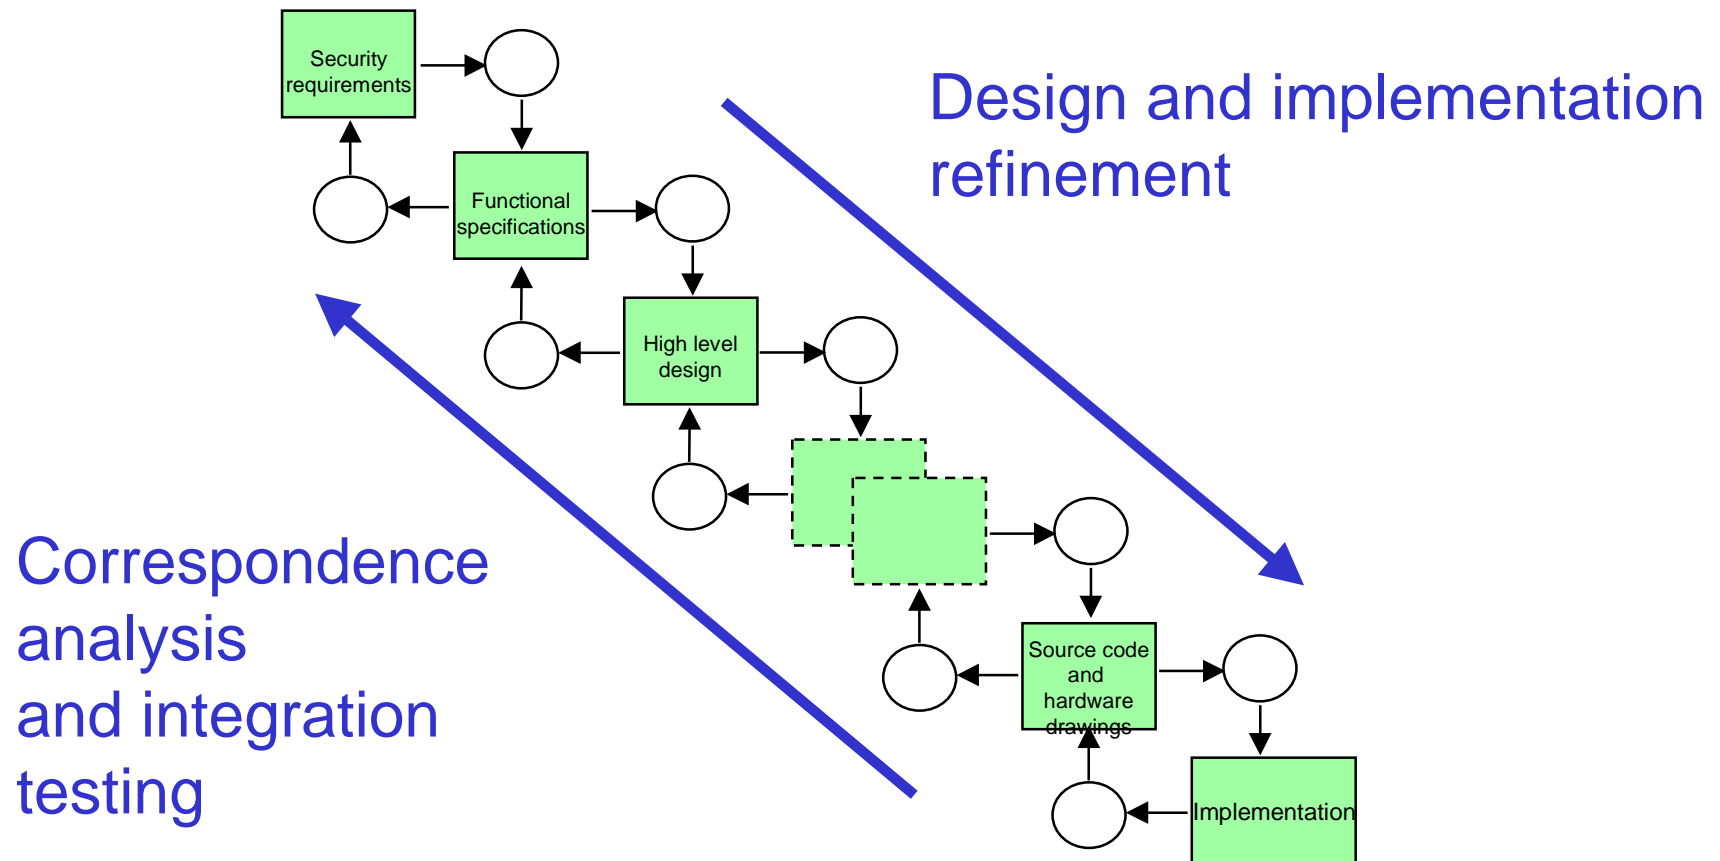 Security
requirements
Design and implementation
refinement
Functional
specifications
High level
design
Correspondence
analysis
and integration
testing
Source code
and
hardware
drawings
Implementation